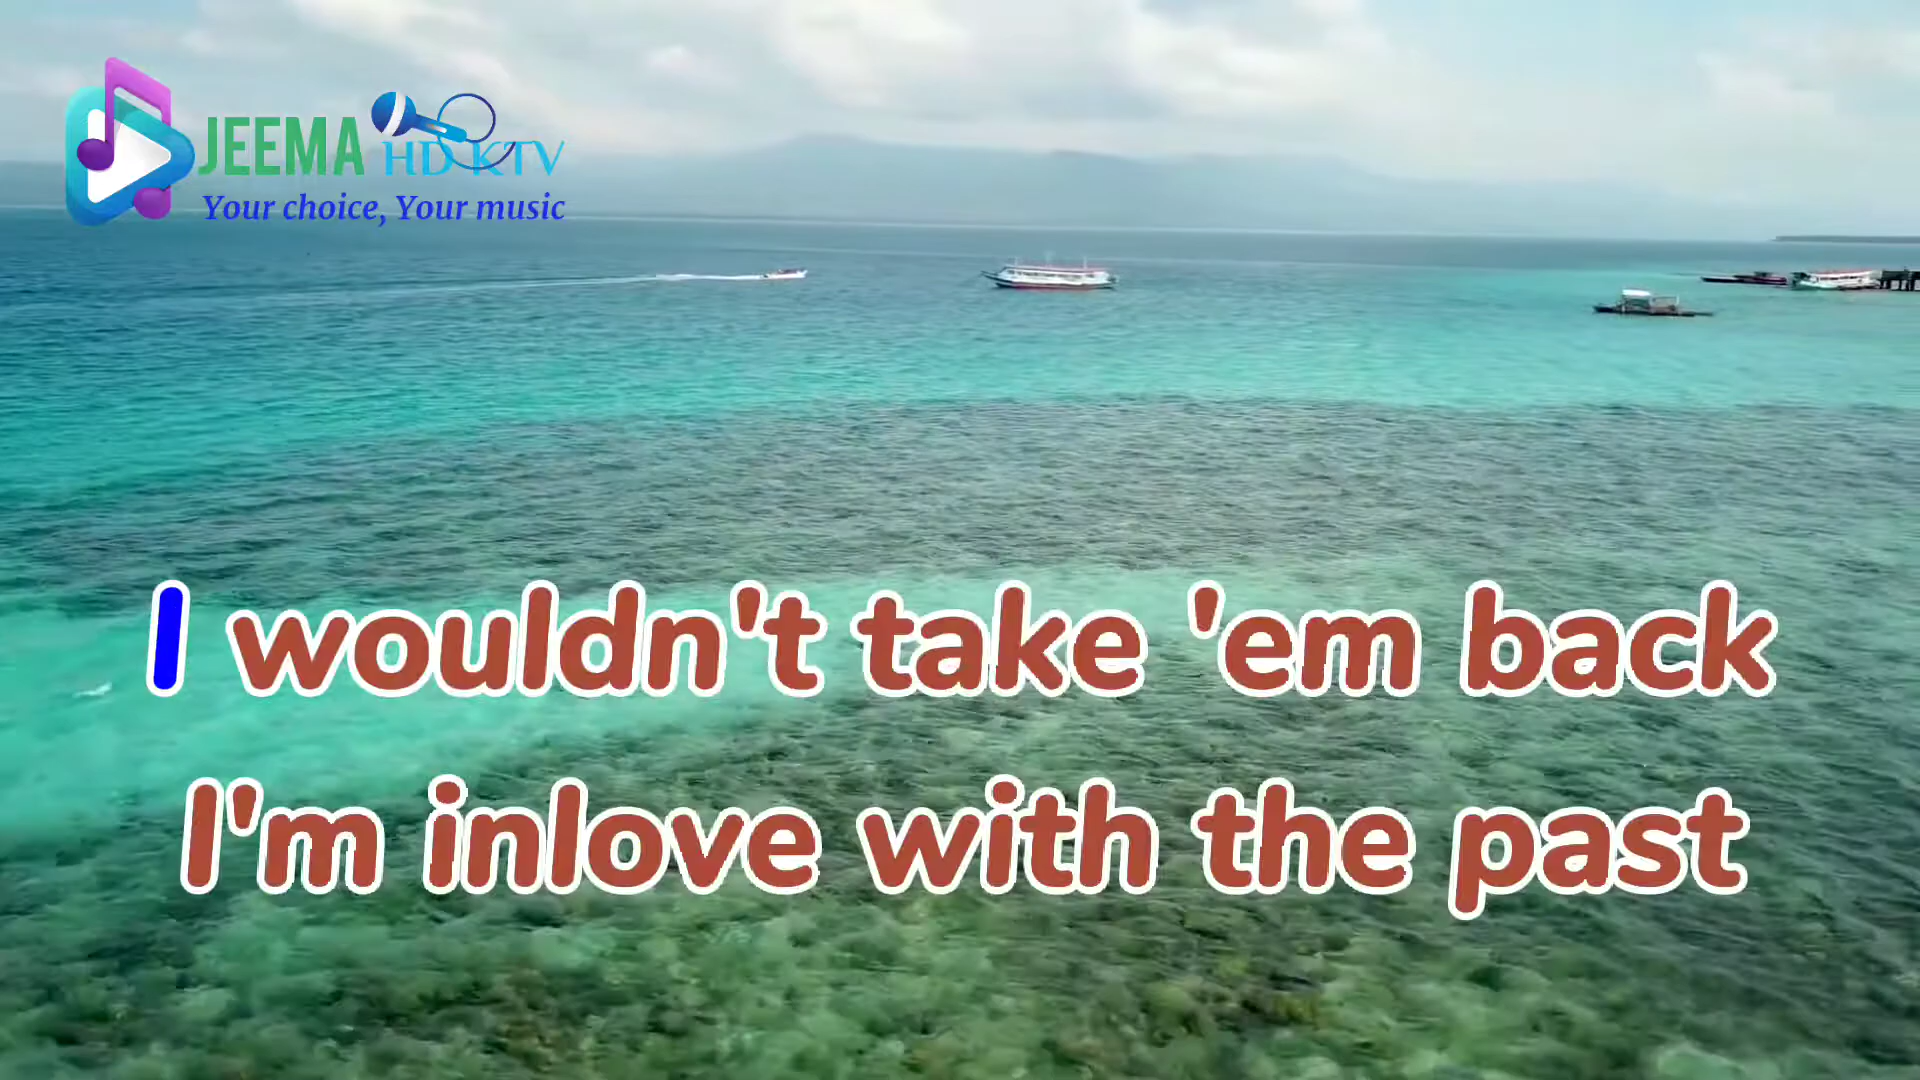 JEEMA HD KTV
Your choice, Your music
I wouldn't take 'em back
I'm inlove with the past